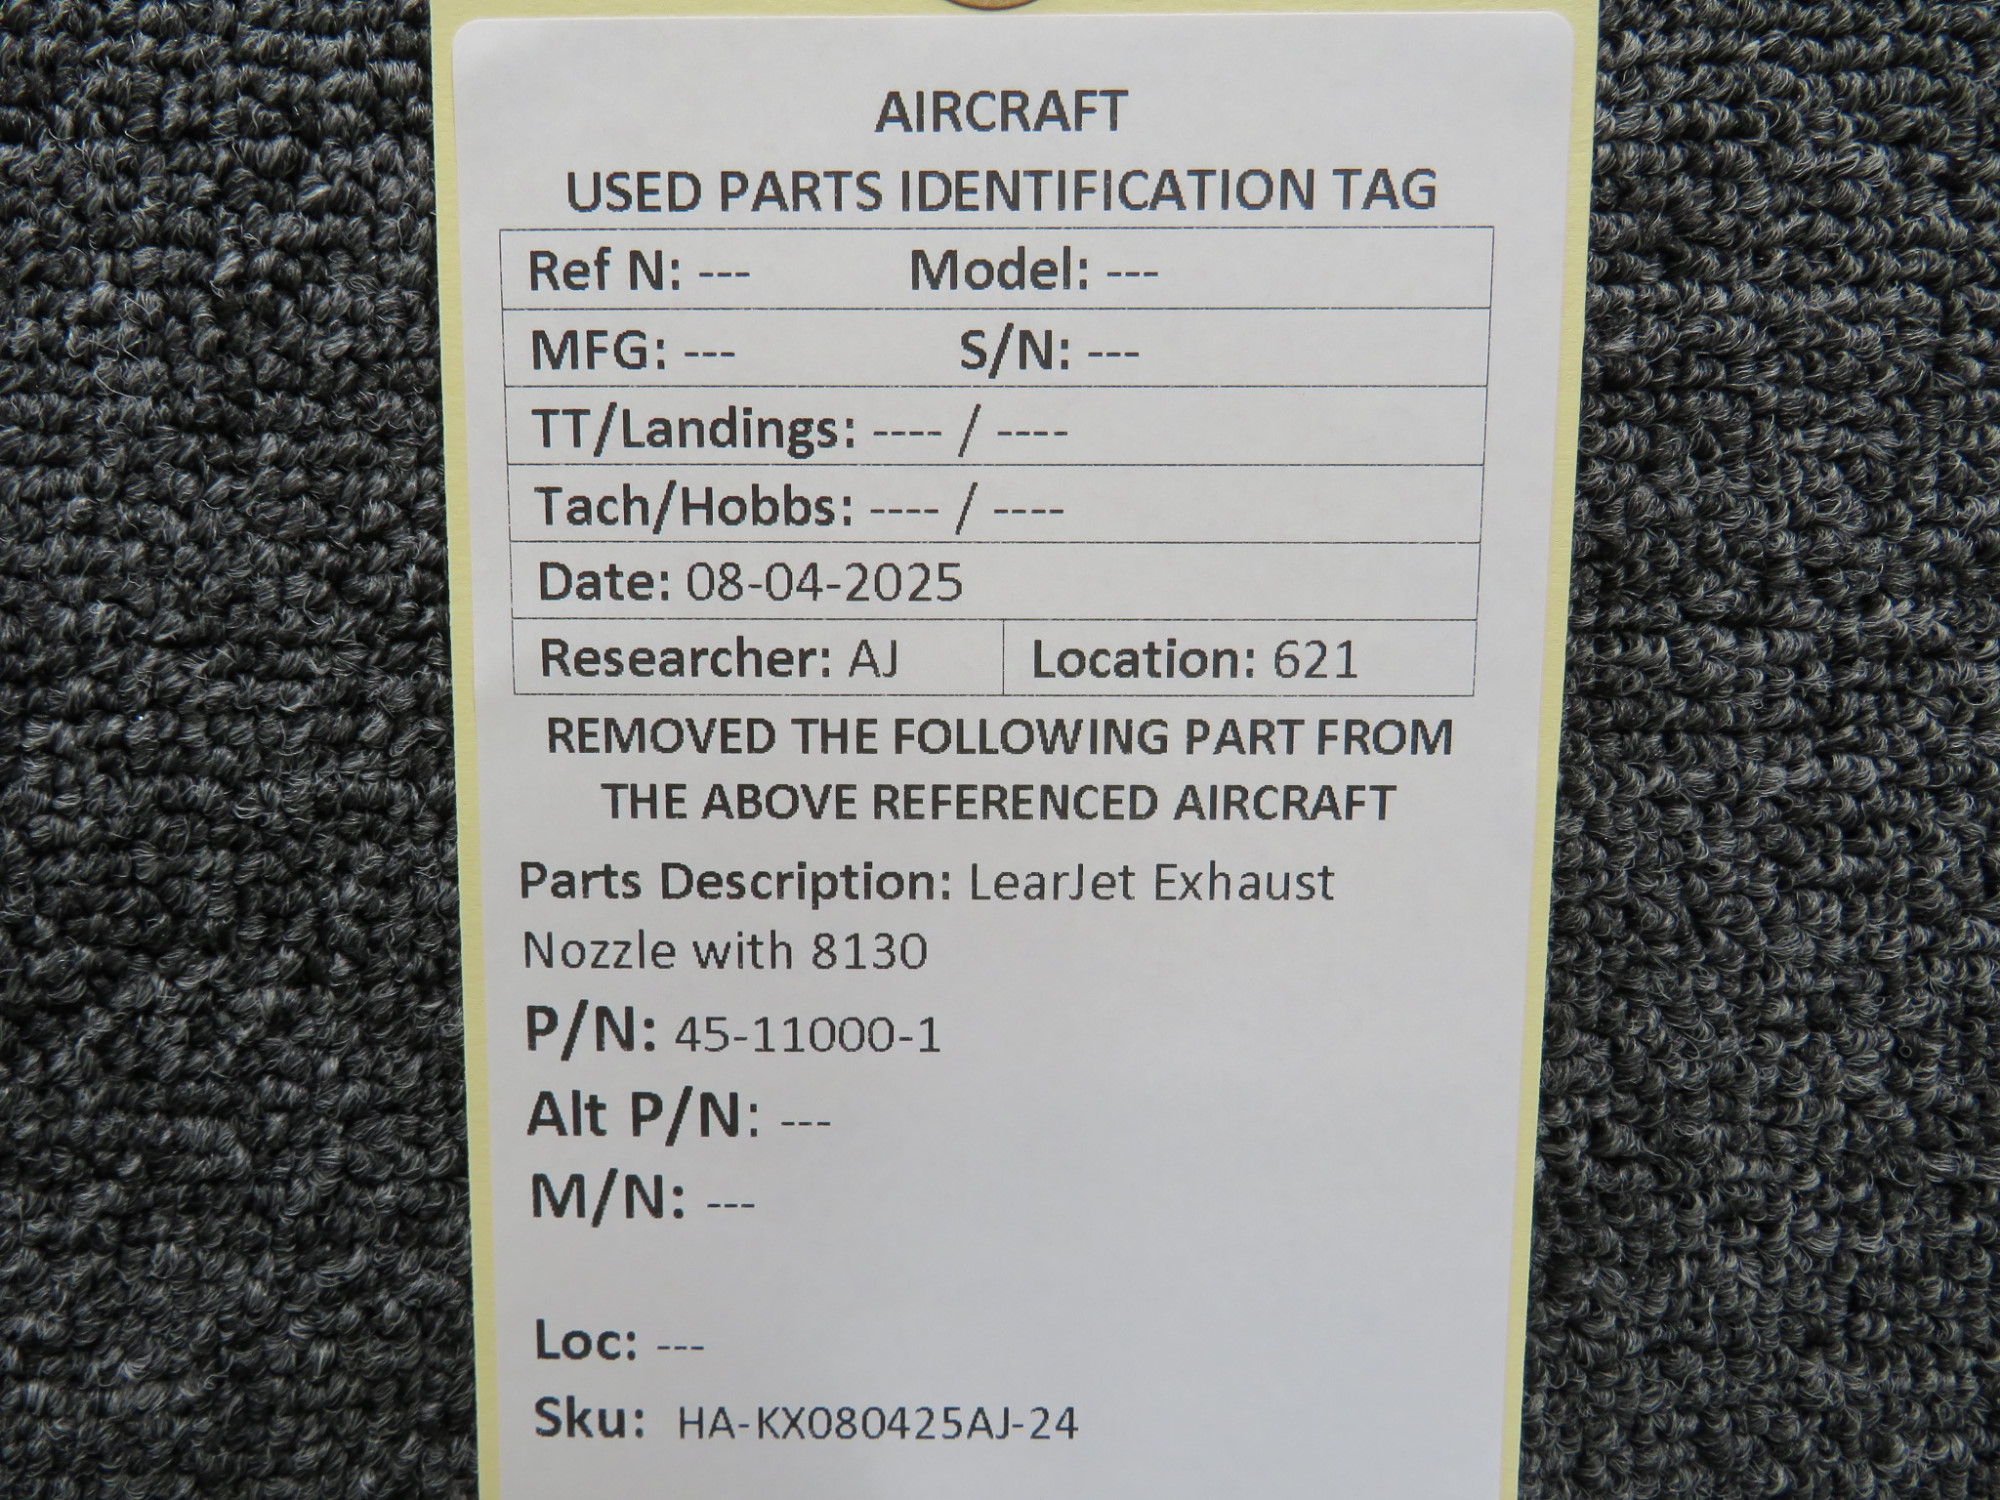 AIRCRAFT
USED PARTS IDENTIFICATION TAG
Ref N: --- Model: ---
MFG: --- S/N: ---
TT/Landings: ---- / ----
Tach/Hobbs: ---- / ----
Date: 08-04-2025
Researcher: AJ Location: 621
REMOVED THE FOLLOWING PART FROM
THE ABOVE REFERENCED AIRCRAFT
Parts Description: LearJet Exhaust
Nozzle with 8130
P/N: 45-11000-1
Alt P/N: ---
M/N: ---
Loc: ---
Sku: HA-KX080425AJ-24